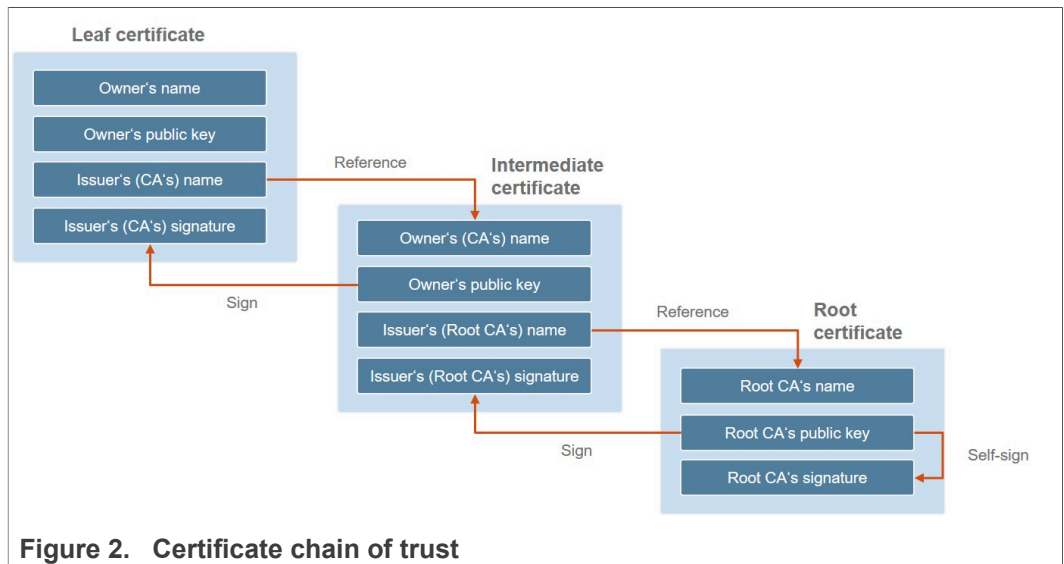 Leaf certificate
Owner‘s name
Owner‘s public key
Issuer‘s (CA‘s) name
Issuer‘s (CA‘s) signature
Reference
Sign
Intermediate
certificate
Owner‘s (CA‘s) name
Owner‘s public key
Issuer‘s (Root CA‘s) name
Issuer‘s (Root CA‘s) signature
Reference
Sign
Root
certificate
Root CA‘s name
Root CA‘s public key
Root CA‘s signature
Self-sign
Figure 2. Certificate chain of trust